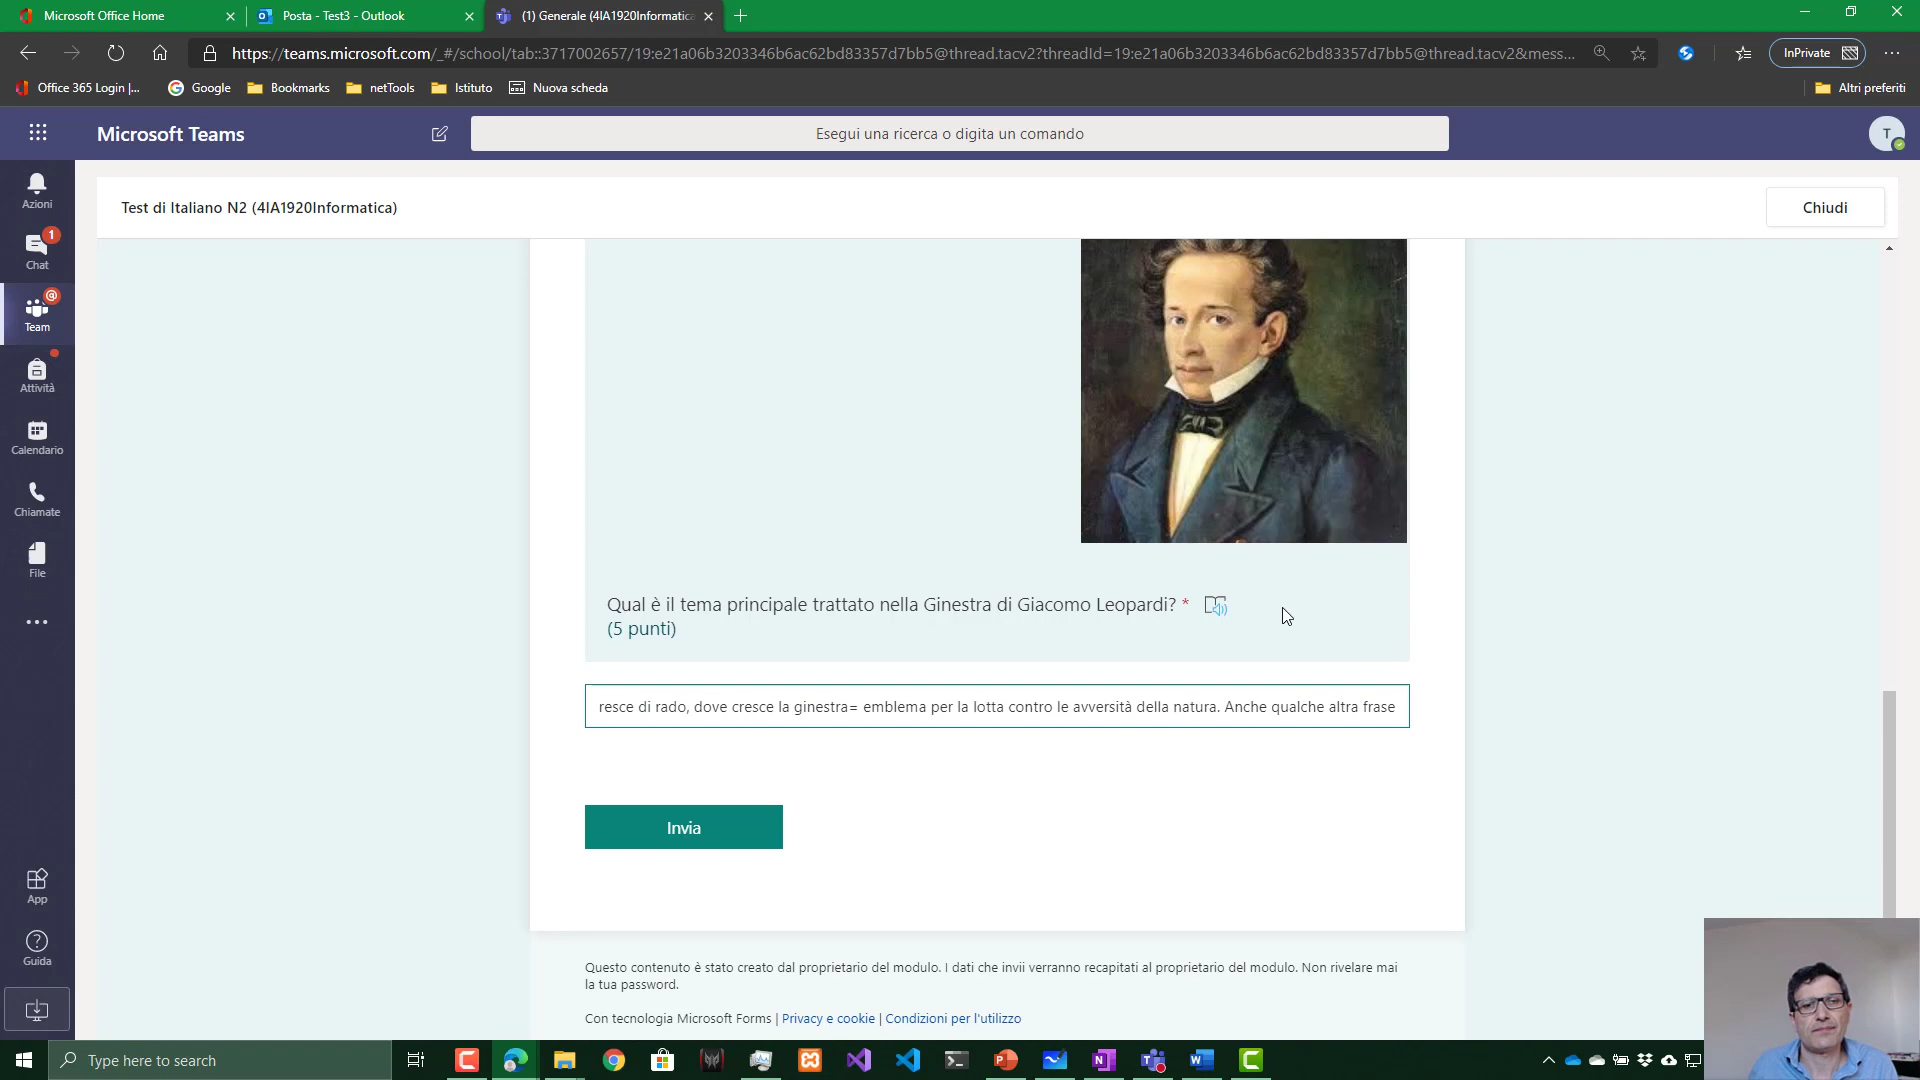 Microsoft Office Home
Posta - Test3 - Outlook
(1) Generale (4IA1920Informatica
https://teams.microsoft.com/_#/school/tab::3717002657/19:e21a06b3203346b6ac62bd83357d7bb5@thread.tacv2?threadId=19:e21a06b3203346b6ac62bd83357d7bb5@thread.tacv2&mess...
InPrivate
Office 365 Login |...
Google
Bookmarks
netTools
Istituto
Nuova scheda
Altri preferiti
Microsoft Teams
Esegui una ricerca o digita un comando
T
Azioni
1
Chat
@
Team
Attività
Calendario
Chiamate
File
App
Guida
Test di Italiano N2 (4IA1920Informatica)
Chiudi
Qual è il tema principale trattato nella Ginestra di Giacomo Leopardi? *
(5 punti)
resce di rado, dove cresce la ginestra= emblema per la lotta contro le avversità della natura. Anche qualche altra frase
Invia
Questo contenuto è stato creato dal proprietario del modulo. I dati che invii verranno recapitati al proprietario del modulo. Non rivelare mai
la tua password.
Con tecnologia Microsoft Forms | Privacy e cookie | Condizioni per l'utilizzo
Type here to search